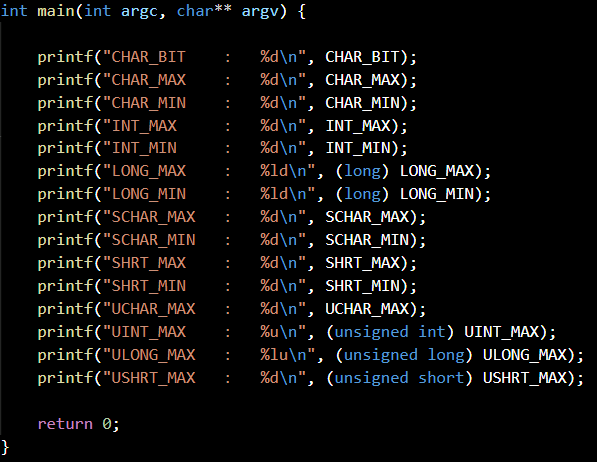 int main(int argc, char** argv) {
    printf("CHAR_BIT    :   %d\n", CHAR_BIT);
    printf("CHAR_MAX    :   %d\n", CHAR_MAX);
    printf("CHAR_MIN    :   %d\n", CHAR_MIN);
    printf("INT_MAX     :   %d\n", INT_MAX);
    printf("INT_MIN     :   %d\n", INT_MIN);
    printf("LONG_MAX    :   %ld\n", (long) LONG_MAX);
    printf("LONG_MIN    :   %ld\n", (long) LONG_MIN);
    printf("SCHAR_MAX   :   %d\n", SCHAR_MAX);
    printf("SCHAR_MIN   :   %d\n", SCHAR_MIN);
    printf("SHRT_MAX    :   %d\n", SHRT_MAX);
    printf("SHRT_MIN    :   %d\n", SHRT_MIN);
    printf("UCHAR_MAX   :   %d\n", UCHAR_MAX);
    printf("UINT_MAX    :   %u\n", (unsigned int) UINT_MAX);
    printf("ULONG_MAX   :   %lu\n", (unsigned long) ULONG_MAX);
    printf("USHRT_MAX   :   %d\n", (unsigned short) USHRT_MAX);
    return 0;
}